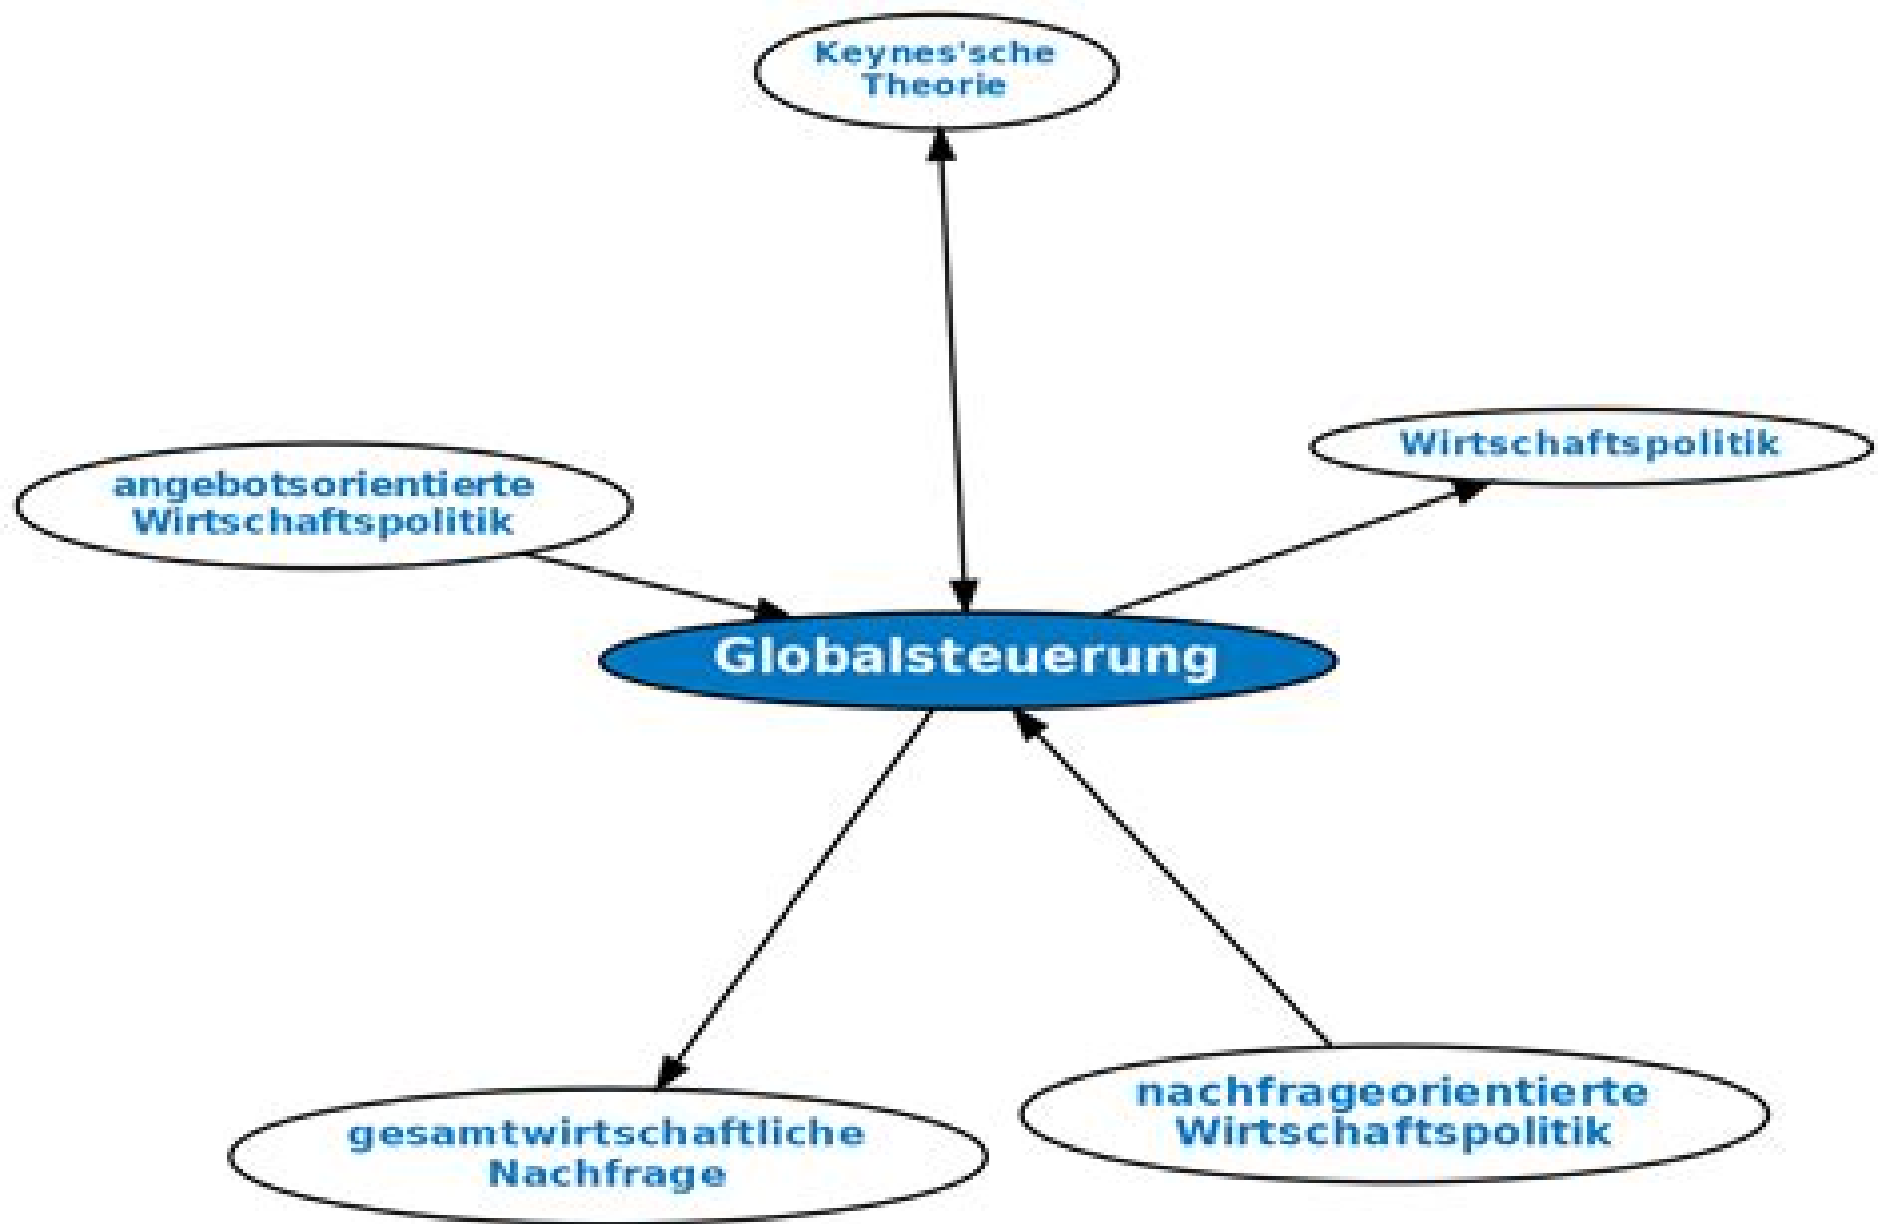 Keynes'sche
Theorie
Wirtschaftspolitik
angebotsorientierte
Wirtschaftspolitik
Globalsteuerung
nachfrageorientierte
Wirtschaftspolitik
gesamtwirtschaftliche
Nachfrage